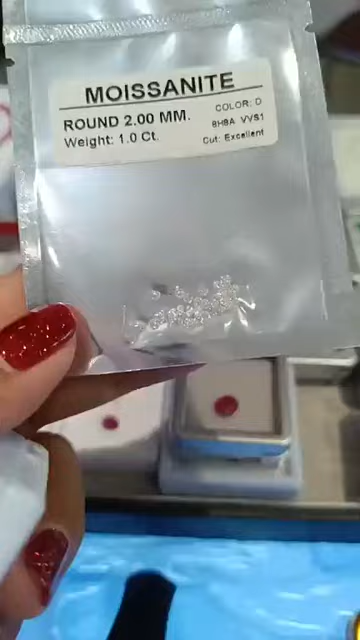 MOISSANITE
ROUND 2.00 MM. COLOR: D
Weight: 1.0 Ct. 8H8A VVS1
Cut: Excellent